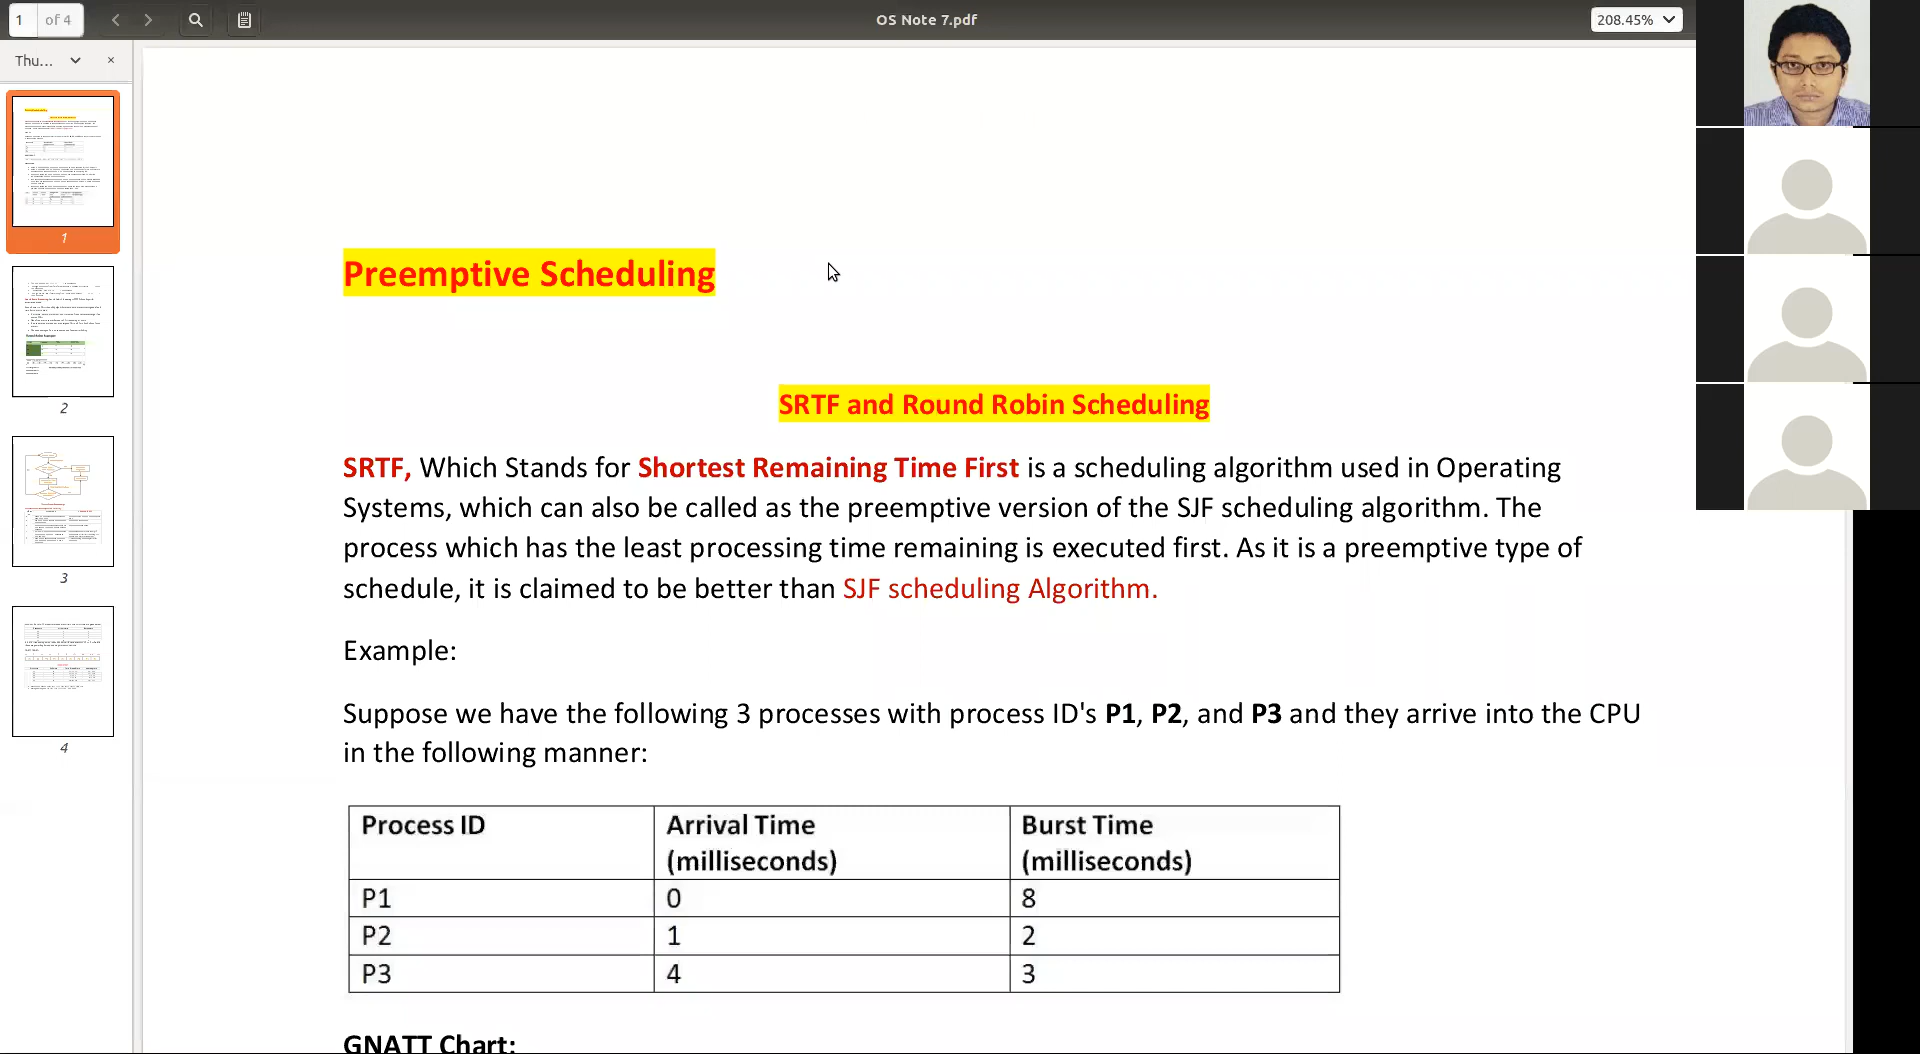 1 of 4
OS Note 7.pdf
208.45%
Thu...
1
2
3
4
Preemptive Scheduling
SRTF and Round Robin Scheduling
SRTF, Which Stands for Shortest Remaining Time First is a scheduling algorithm used in Operating
Systems, which can also be called as the preemptive version of the SJF scheduling algorithm. The
process which has the least processing time remaining is executed first. As it is a preemptive type of
schedule, it is claimed to be better than SJF scheduling Algorithm.
Example:
Suppose we have the following 3 processes with process ID's P1, P2, and P3 and they arrive into the CPU
in the following manner:
Process ID Arrival Time (milliseconds) Burst Time (milliseconds)
P1 0 8
P2 1 2
P3 4 3
GNATT Chart: